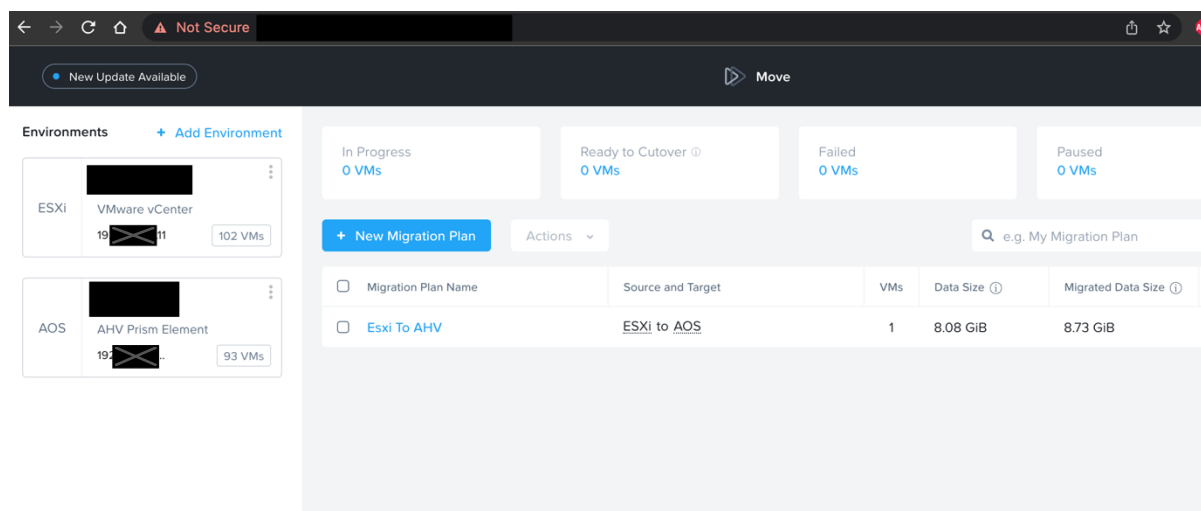 Not Secure
New Update Available
Move
Environments
+ Add Environment
ESXi
VMware vCenter
19 11
102 VMs
AOS
AHV Prism Element
192 ..
93 VMs
In Progress
0 VMs
Ready to Cutover
0 VMs
Failed
0 VMs
Paused
0 VMs
+ New Migration Plan
Actions
e.g. My Migration Plan
Migration Plan Name Source and Target VMs Data Size Migrated Data Size
Esxi To AHV ESXi to AOS 1 8.08 GiB 8.73 GiB